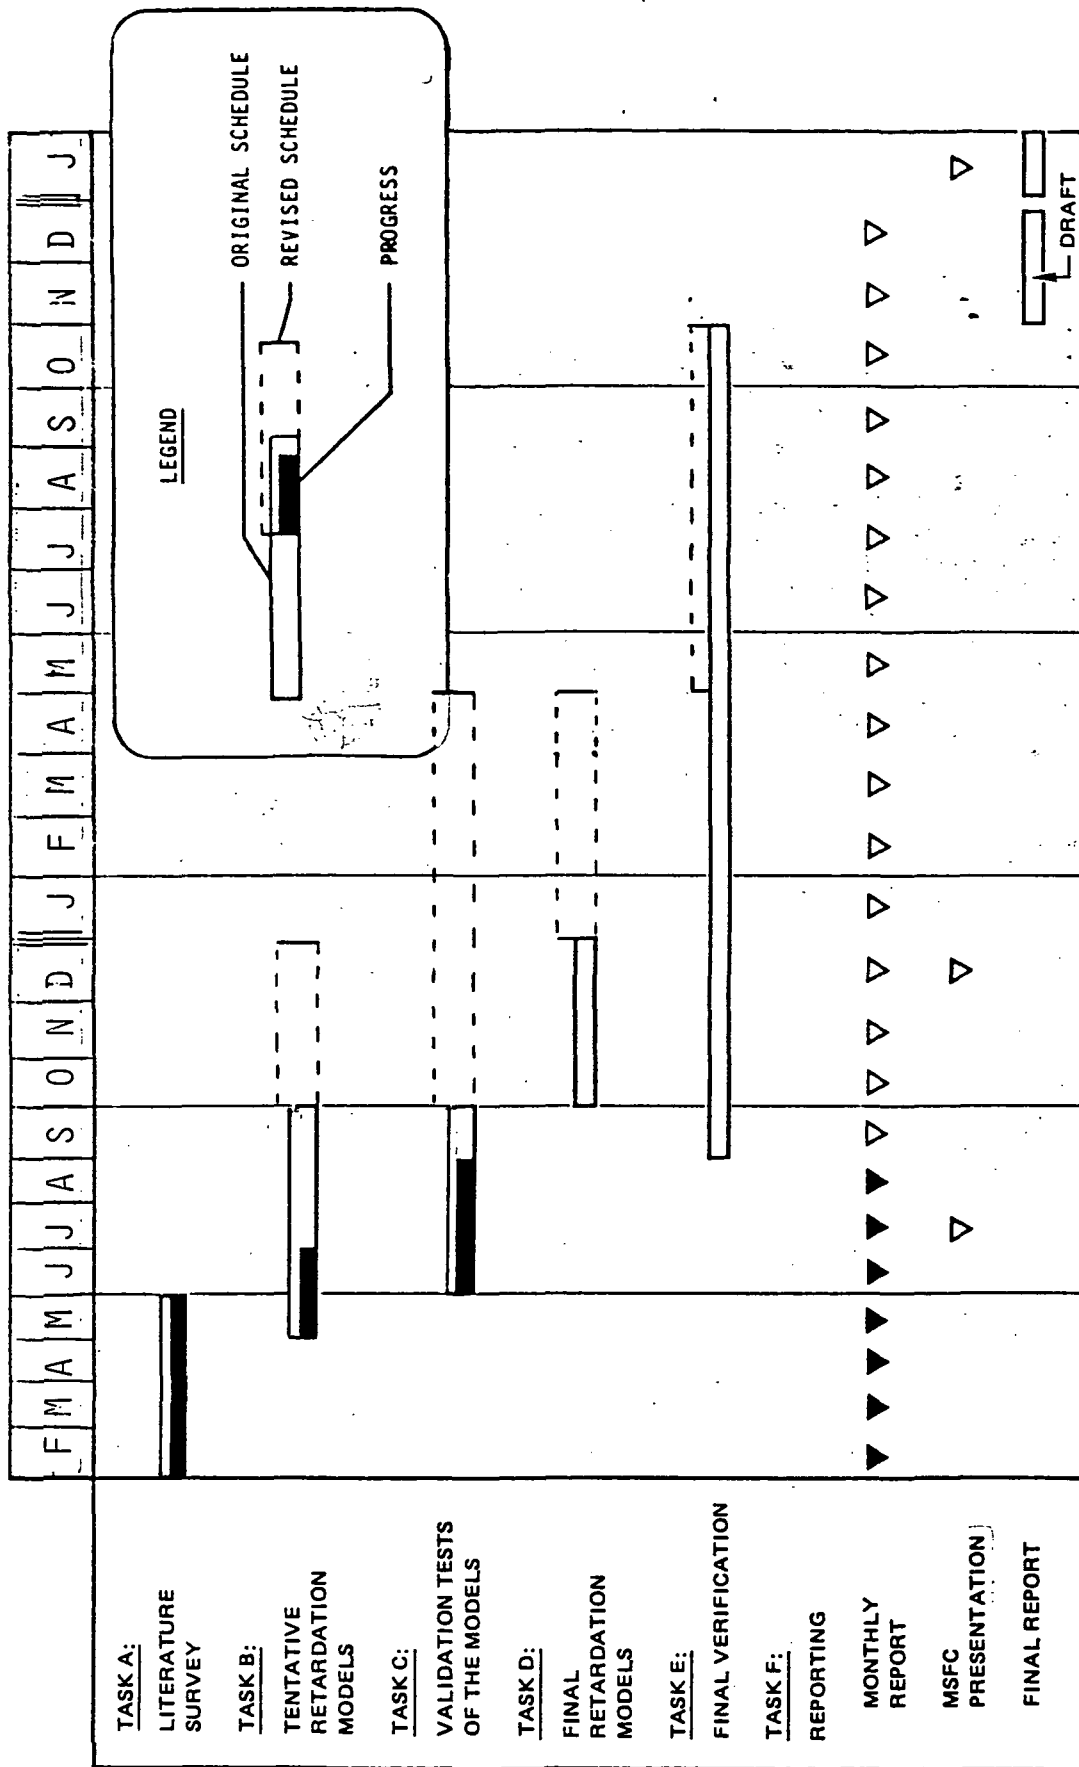 F M A M J J A S O N D J F M A M J J A S O N D J
LEGEND
ORIGINAL SCHEDULE
REVISED SCHEDULE
PROGRESS
TASK A:
LITERATURE
SURVEY
TASK B:
TENTATIVE
RETARDATION
MODELS
TASK C:
VALIDATION TESTS
OF THE MODELS
TASK D:
FINAL
RETARDATION
MODELS
TASK E:
FINAL VERIFICATION
TASK F:
REPORTING
MONTHLY
REPORT
MSFC
PRESENTATION
FINAL REPORT
DRAFT